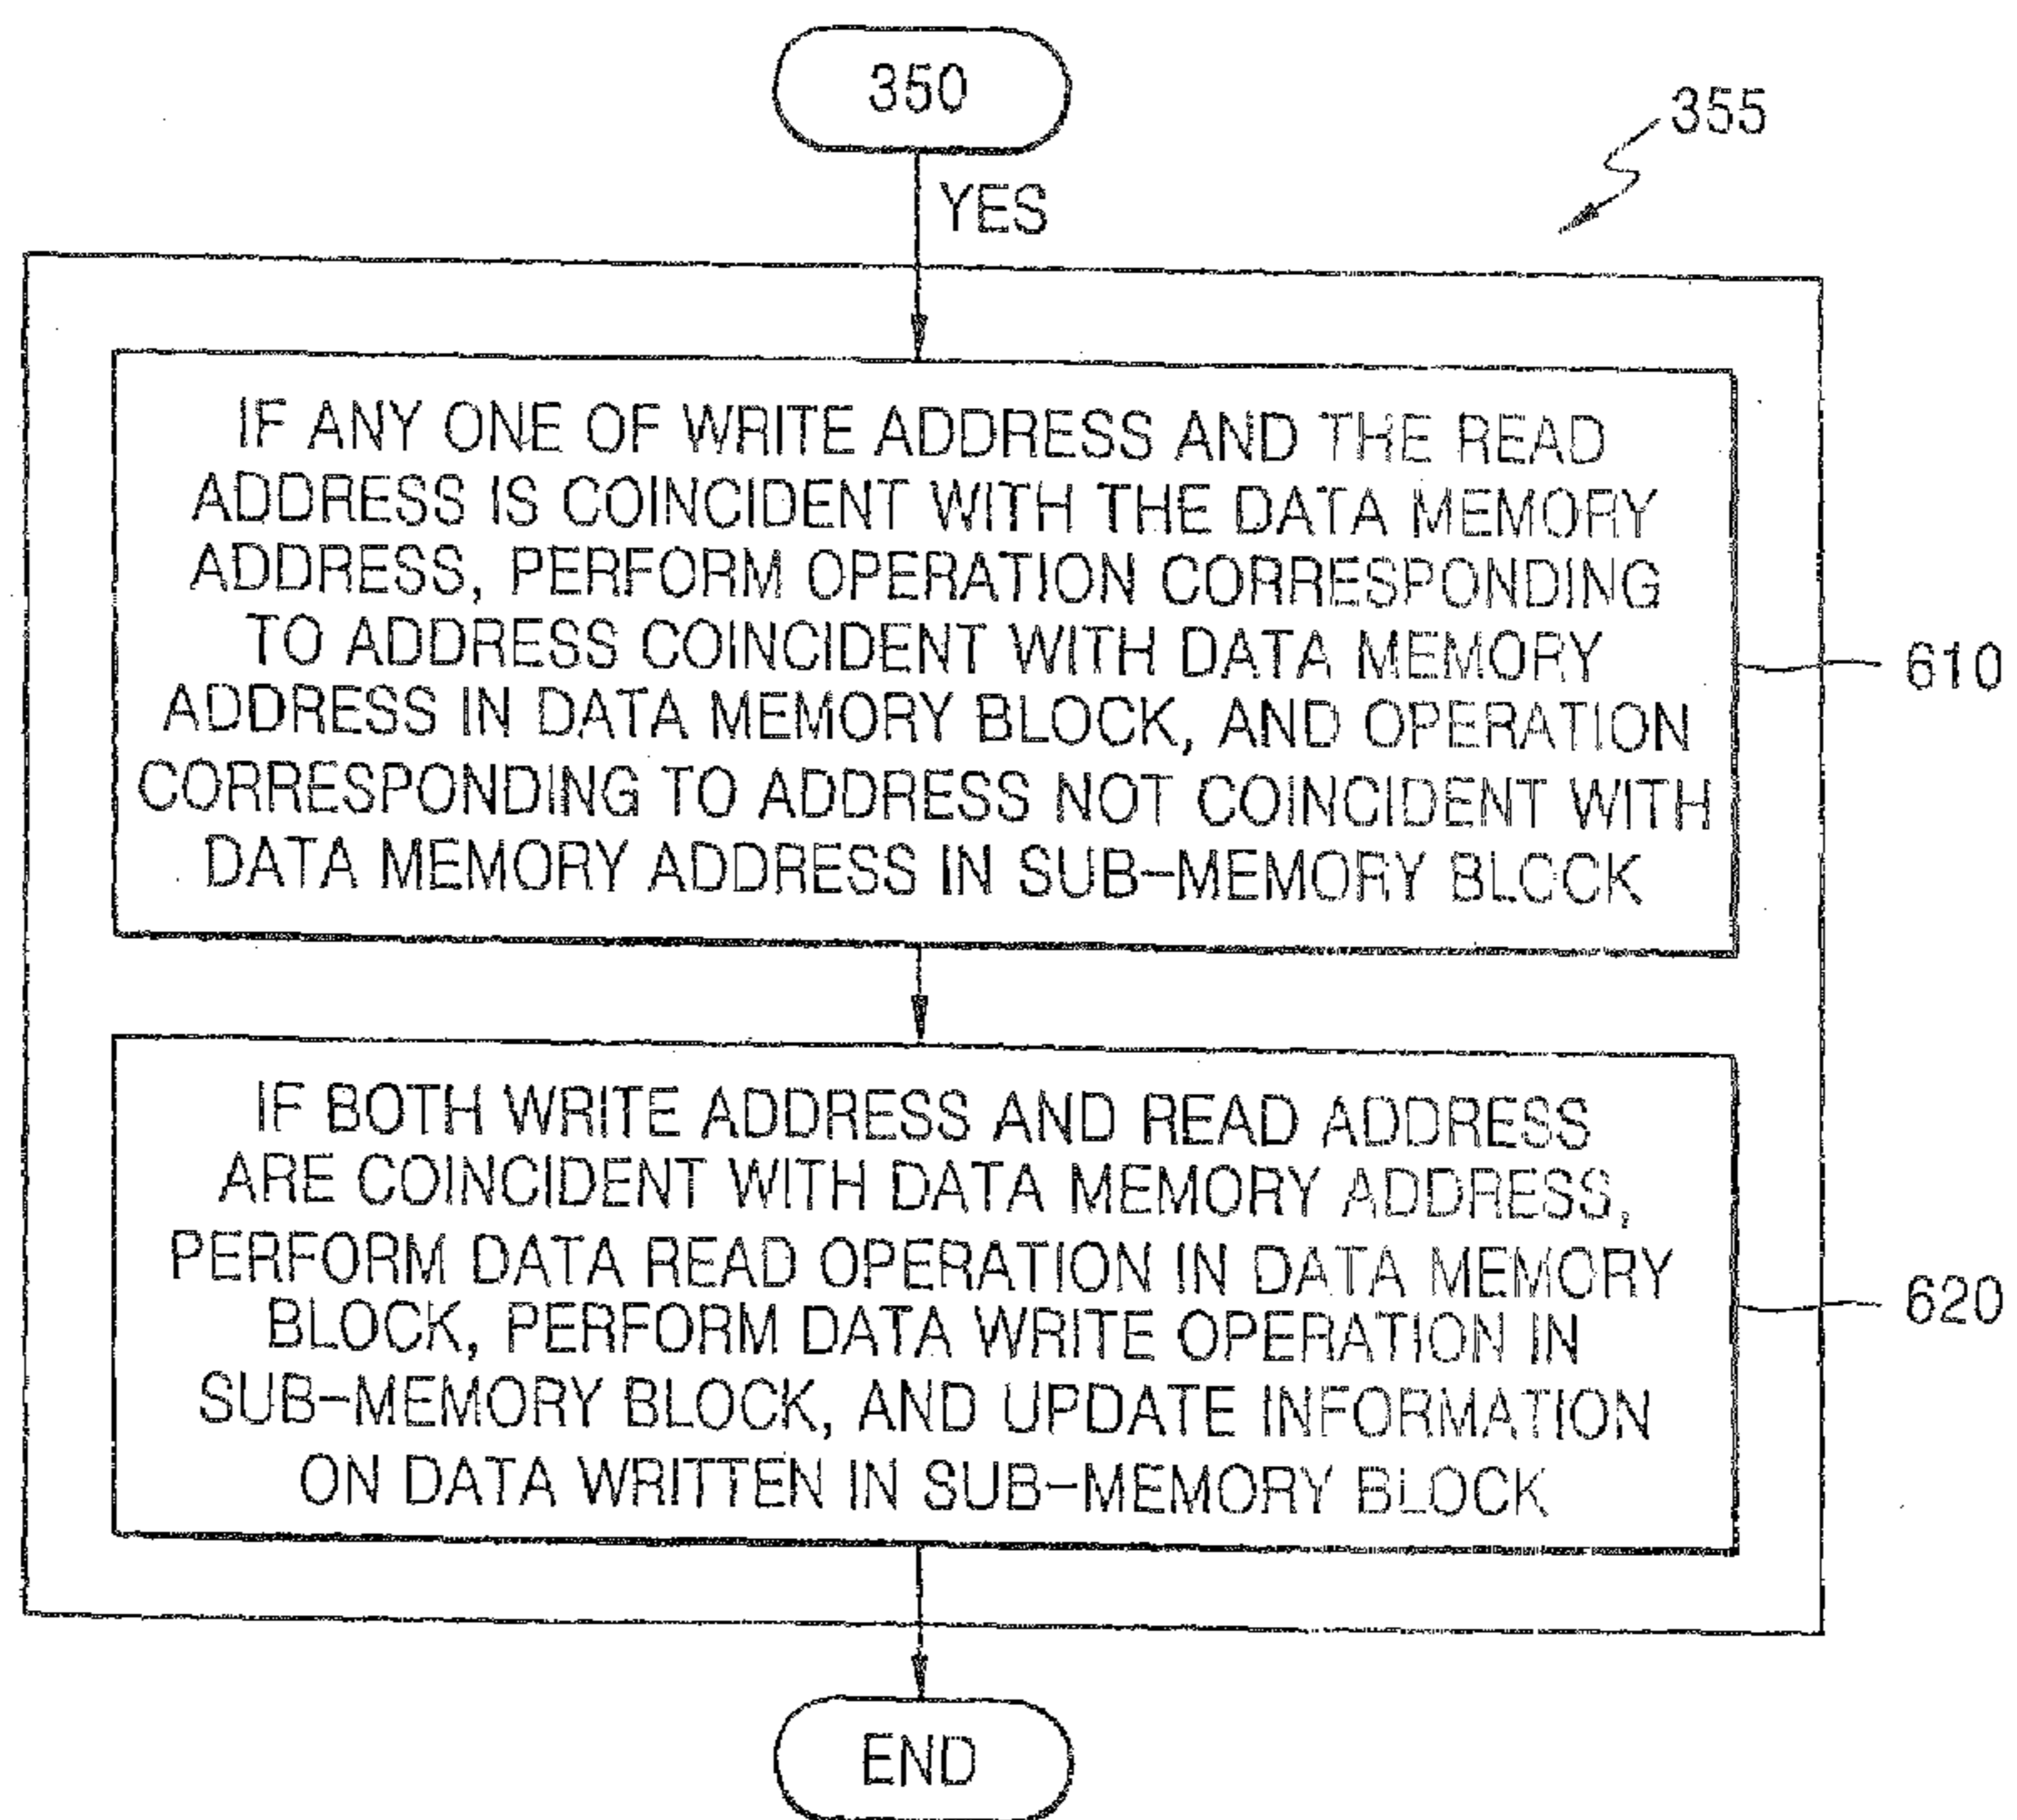 350
355
YES
IF ANY ONE OF WRITE ADDRESS AND THE READ
ADDRESS IS COINCIDENT WITH THE DATA MEMORY
ADDRESS, PERFORM OPERATION CORRESPONDING
TO ADDRESS COINCIDENT WITH DATA MEMORY
ADDRESS IN DATA MEMORY BLOCK, AND OPERATION
CORRESPONDING TO ADDRESS NOT COINCIDENT WITH
DATA MEMORY ADDRESS IN SUB-MEMORY BLOCK
610
IF BOTH WRITE ADDRESS AND READ ADDRESS
ARE COINCIDENT WITH DATA MEMORY ADDRESS,
PERFORM DATA READ OPERATION IN DATA MEMORY
BLOCK, PERFORM DATA WRITE OPERATION IN
SUB-MEMORY BLOCK, AND UPDATE INFORMATION
ON DATA WRITTEN IN SUB-MEMORY BLOCK
620
END